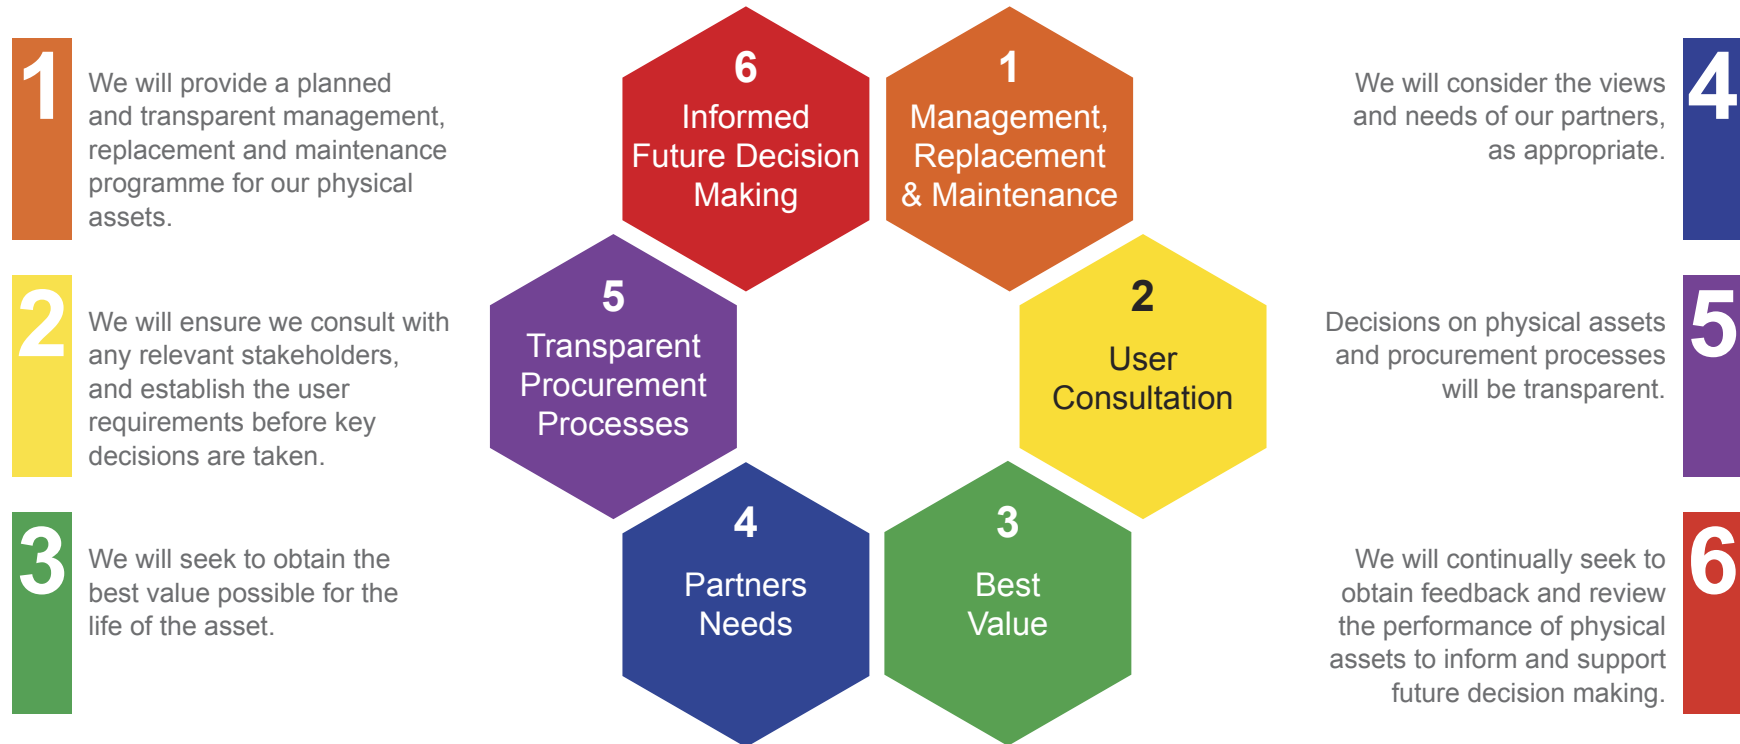 1
We will provide a planned
and transparent management,
replacement and maintenance
programme for our physical
assets.
2
We will ensure we consult with
any relevant stakeholders,
and establish the user
requirements before key
decisions are taken.
3
We will seek to obtain the
best value possible for the
life of the asset.
6
Informed
Future Decision
Making
1
Management,
Replacement
& Maintenance
5
Transparent
Procurement
Processes
2
User
Consultation
4
Partners
Needs
3
Best
Value
4
We will consider the views
and needs of our partners,
as appropriate.
5
Decisions on physical assets
and procurement processes
will be transparent.
6
We will continually seek to
obtain feedback and review
the performance of physical
assets to inform and support
future decision making.